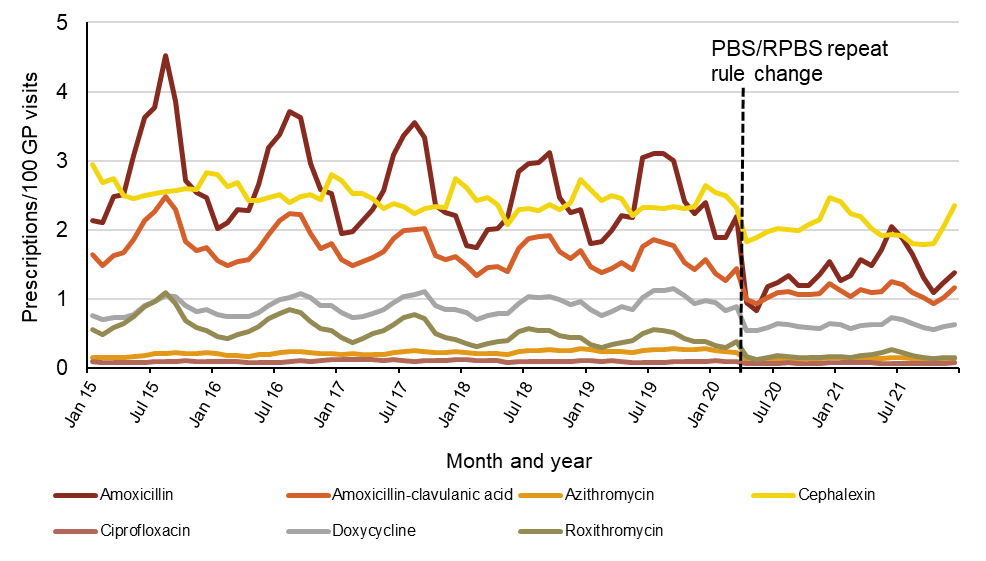 5
4
3
2
1
0
Prescriptions/100 GP visits
PBS/RPBS repeat
rule change
Jan 15
Jul 15
Jan 16
Jul 16
Jan 17
Jul 17
Jan 18
Jul 18
Jan 19
Jul 19
Jan 20
Jul 20
Jan 21
Jul 21
Month and year
Amoxicillin
Amoxicillin-clavulanic acid
Azithromycin
Cephalexin
Ciprofloxacin
Doxycycline
Roxithromycin